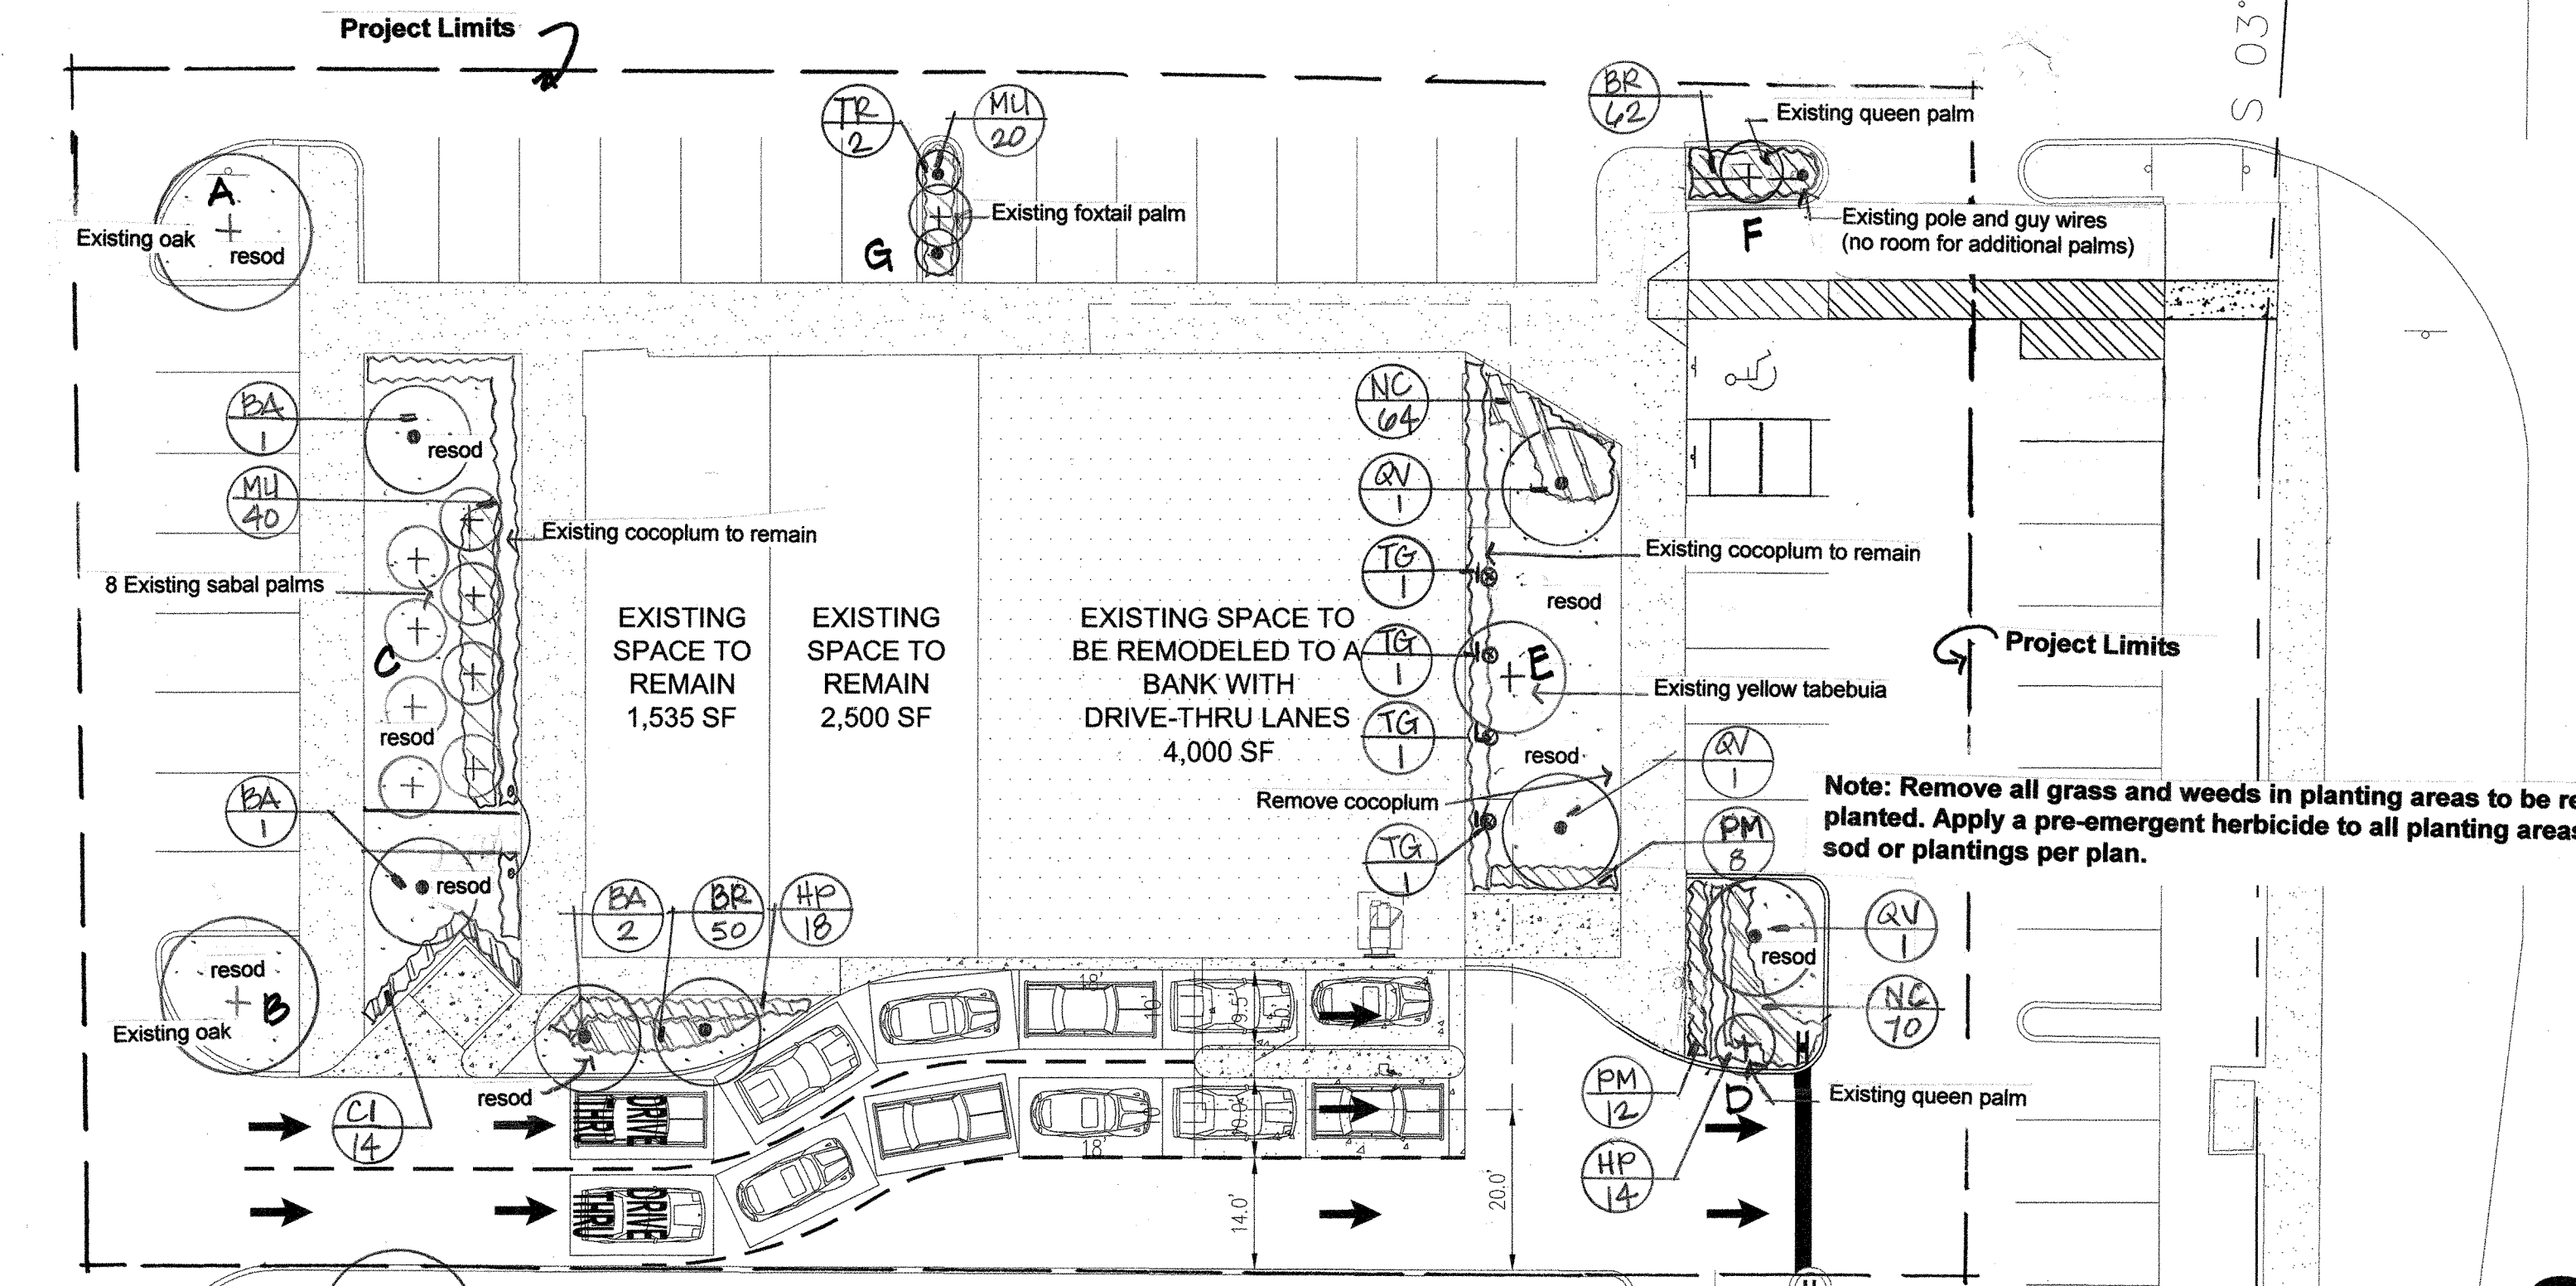 Project Limits
S 03°
BR
62
Existing queen palm
TR
2
MU
20
Existing foxtail palm
G
A
Existing oak
resod
Existing pole and guy wires
(no room for additional palms)
F
BA
1
resod
MU
40
Existing cocoplum to remain
8 Existing sabal palms
C
resod
BA
1
resod
resod
B
Existing oak
CI
14
EXISTING
SPACE TO
REMAIN
1,535 SF
EXISTING
SPACE TO
REMAIN
2,500 SF
EXISTING SPACE TO
BE REMODELED TO A
BANK WITH
DRIVE-THRU LANES
4,000 SF
NC
64
QV
1
TG
1
TG
1
TG
1
TG
1
Existing cocoplum to remain
resod
E
Existing yellow tabebuia
resod
Remove cocoplum
QV
1
PM
8
Project Limits
Note: Remove all grass and weeds in planting areas to be re
planted. Apply a pre-emergent herbicide to all planting areas
sod or plantings per plan.
BA
2
BR
50
HP
18
resod
QV
1
resod
NC
70
PM
12
D
Existing queen palm
HP
14
DRIVE
THRU
DRIVE
THRU
18'
10'
9.5'
10.0'
18'
14.0'
20.0'
H
H